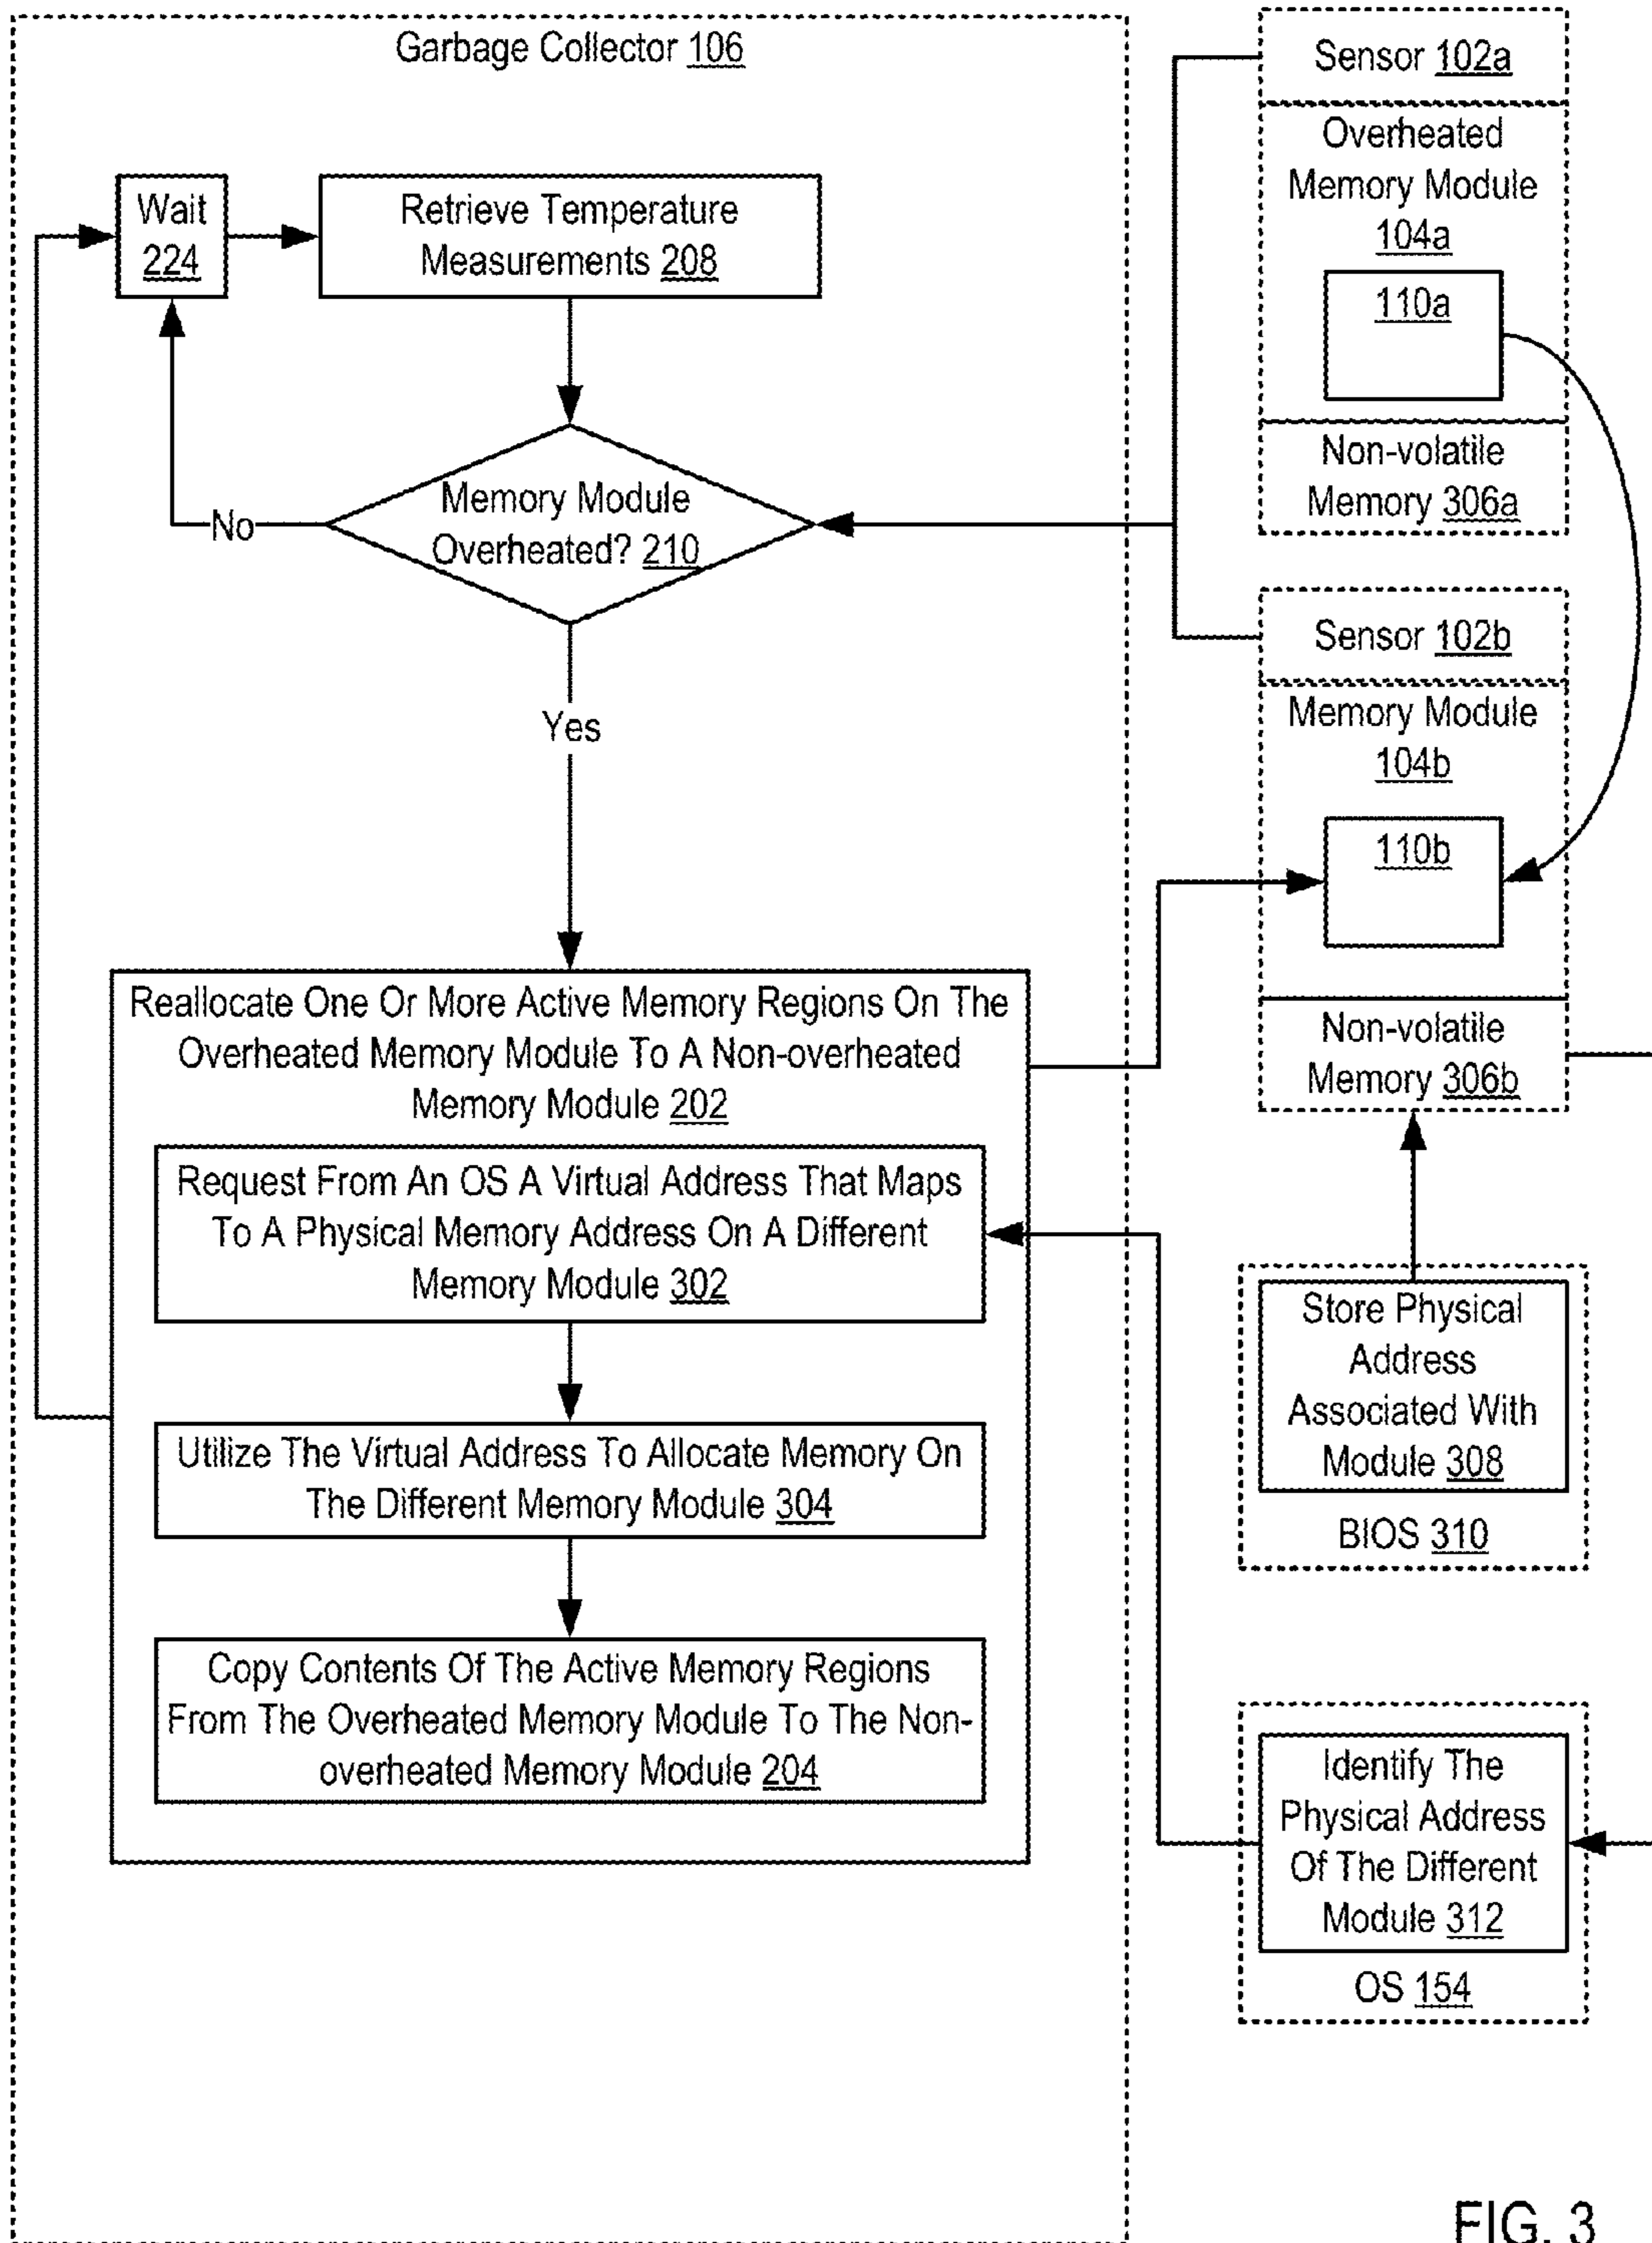 Garbage Collector 106
Wait
224
Retrieve Temperature
Measurements 208
Memory Module
Overheated? 210
No
Yes
Reallocate One Or More Active Memory Regions On The
Overheated Memory Module To A Non-overheated
Memory Module 202
Request From An OS A Virtual Address That Maps
To A Physical Memory Address On A Different
Memory Module 302
Utilize The Virtual Address To Allocate Memory On
The Different Memory Module 304
Copy Contents Of The Active Memory Regions
From The Overheated Memory Module To The Non-
overheated Memory Module 204
Sensor 102a
Overheated
Memory Module
104a
110a
Non-volatile
Memory 306a
Sensor 102b
Memory Module
104b
110b
Non-volatile
Memory 306b
Store Physical
Address
Associated With
Module 308
BIOS 310
Identify The
Physical Address
Of The Different
Module 312
OS 154
FIG. 3